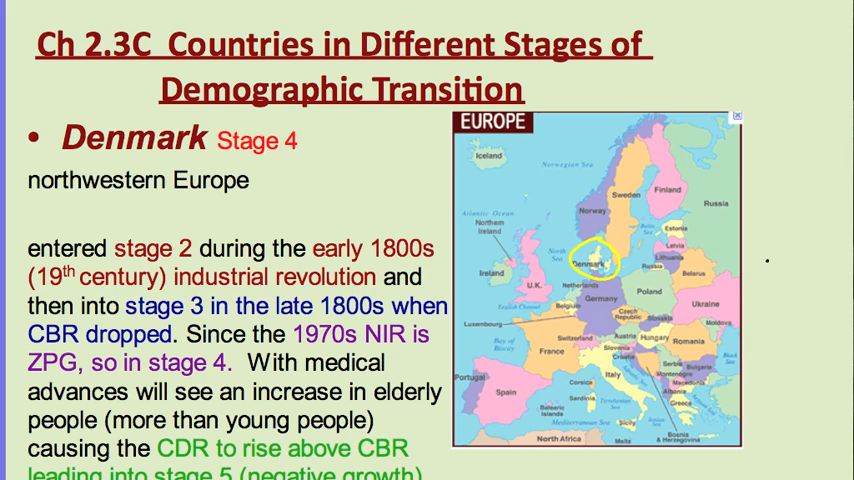 Ch 2.3C Countries in Different Stages of
Demographic Transition
• Denmark Stage 4
northwestern Europe
entered stage 2 during the early 1800s
(19th century) industrial revolution and
then into stage 3 in the late 1800s when
CBR dropped. Since the 1970s NIR is
ZPG, so in stage 4. With medical
advances will see an increase in elderly
people (more than young people)
causing the CDR to rise above CBR
leading into stage 5 (negative growth)
EUROPE
Iceland
Norwegian Sea
Finland
Sweden
Russia
Norway
Atlantic Ocean
Northern
Ireland
North
Sea
Baltic
Sea
Estonia
Latvia
Lithuania
Denmark
Russia
Ireland
U.K.
Belarus
Netherlands
Poland
Germany
English Channel
Belgium
Ukraine
Luxembourg
Czech
Republic
Slovakia
Moldova
Bay of
Biscay
Switzerland
Austria
Hungary
France
Slovenia
Romania
Croatia
Black
Sea
Italy
Serbia
Bulgaria
Montenegro
Portugal
Spain
Corsica
Macedonia
Albania
Sardinia
Greece
Balearic
Islands
Tyrrhenian
Sea
Mediterranean Sea
Sicily
North Africa
Malta
Bosnia
& Herzegovina